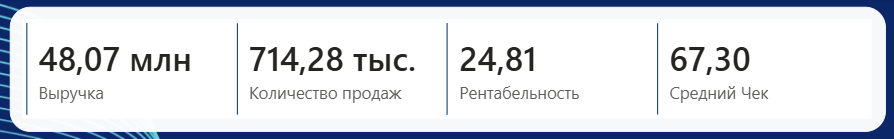 48,07 млн
Выручка
714,28 тыс.
Количество продаж
24,81
Рентабельность
67,30
Средний Чек